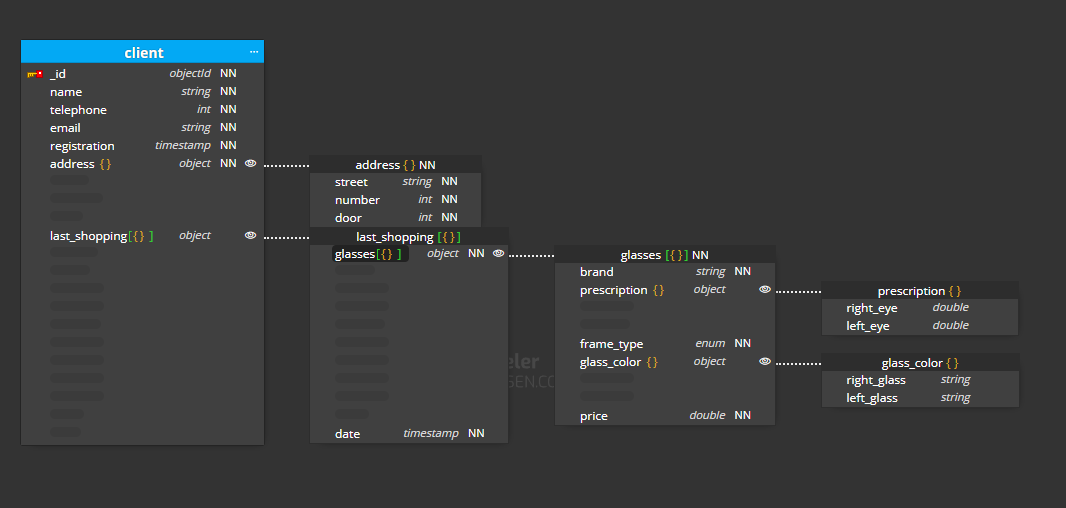 client ...
_id objectId NN
name string NN
telephone int NN
email string NN
registration timestamp NN
address {} object NN
last_shopping[{} ] object
address {} NN
street string NN
number int NN
door int NN
last_shopping [{}]
glasses[{} ] object NN
date timestamp NN
glasses [{}] NN
brand string NN
prescription {} object
frame_type enum NN
glass_color {} object
price double NN
prescription {}
right_eye double
left_eye double
glass_color {}
right_glass string
left_glass string